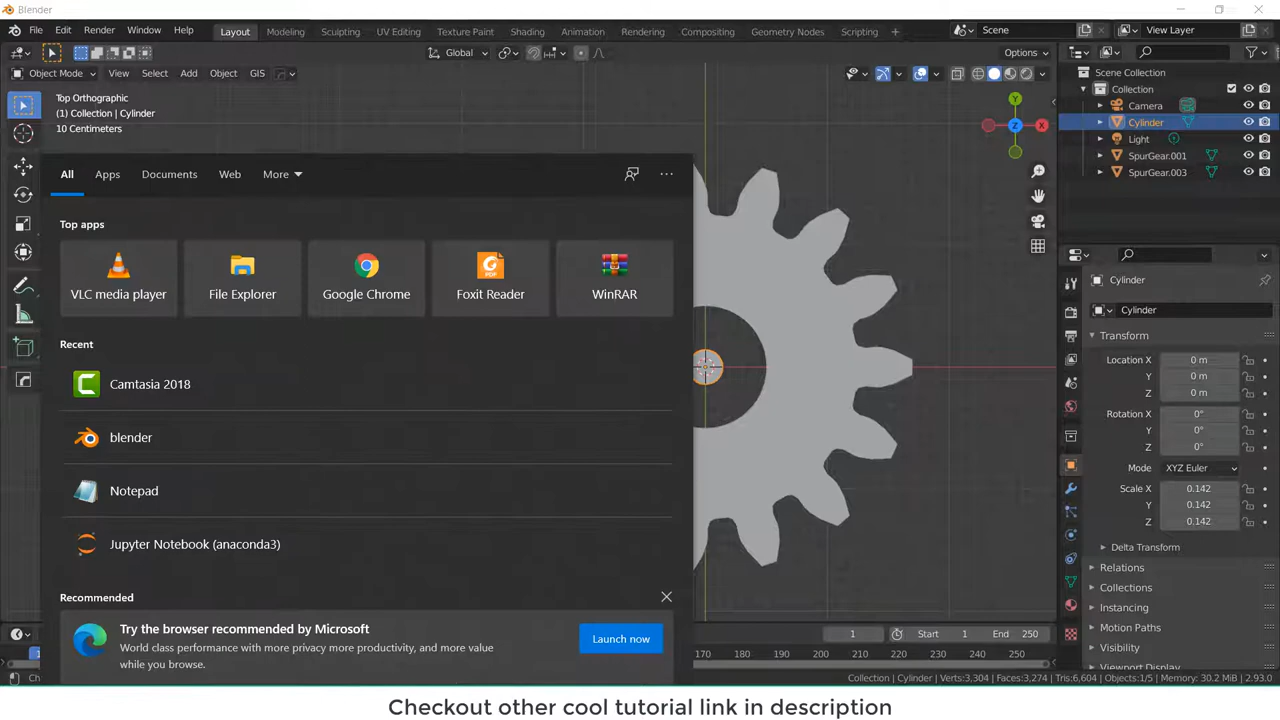 Blender
File Edit Render Window Help Layout Modeling Sculpting UV Editing Texture Paint Shading Animation Rendering Compositing Geometry Nodes Scripting + Scene View Layer
Global Options
Object Mode View Select Add Object GIS
Top Orthographic
(1) Collection | Cylinder
10 Centimeters
Y
Z X
All Apps Documents Web More
Top apps
VLC media player File Explorer Google Chrome Foxit Reader WinRAR
Recent
Camtasia 2018
blender
Notepad
Jupyter Notebook (anaconda3)
Recommended
Try the browser recommended by Microsoft
World class performance with more privacy more productivity, and more value
while you browse.
Launch now
Scene Collection
Collection
Camera
Cylinder
Light
SpurGear.001
SpurGear.003
Cylinder
Cylinder
Transform
Location X 0 m
Y 0 m
Z 0 m
Rotation X 0°
Y 0°
Z 0°
Mode XYZ Euler
Scale X 0.142
Y 0.142
Z 0.142
Delta Transform
Relations
Collections
Instancing
Motion Paths
Visibility
Viewport Display
1 Start 1 End 250
170 180 190 200 210 220 230 240 250
Ch
Collection | Cylinder | Verts:3,304 | Faces:3,274 | Tris:6,604 | Objects:1/5 | Memory: 30.2 MiB | 2.93.0
Checkout other cool tutorial link in description